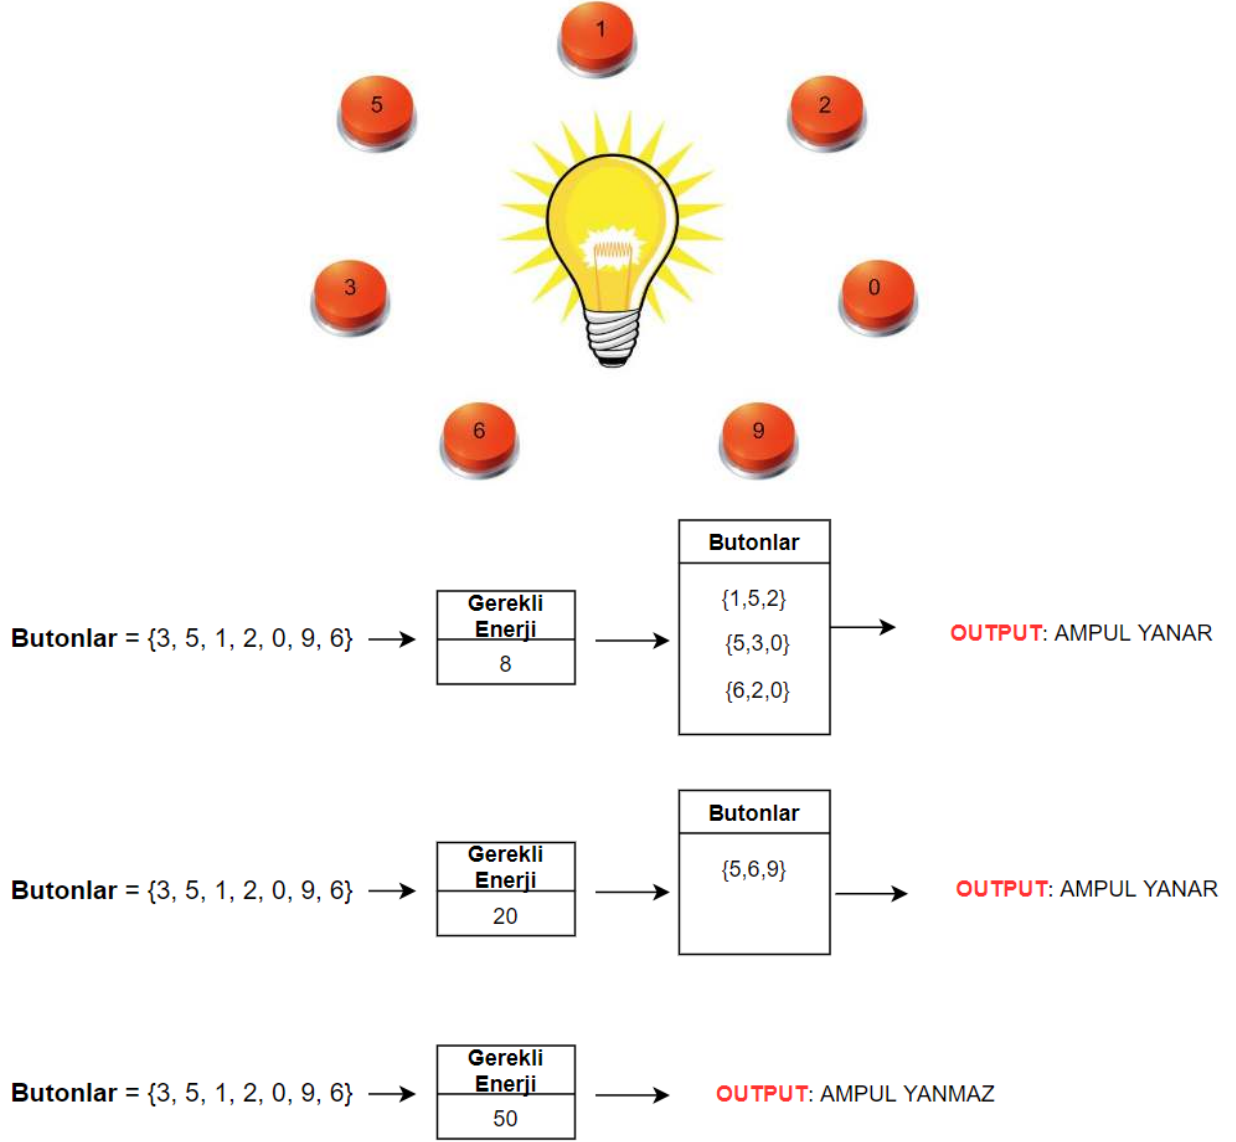 1
5
2
3
0
6
9
Butonlar
Gerekli
Enerji
{1,5,2}
Butonlar = {3, 5, 1, 2, 0, 9, 6}
8
{5,3,0}
OUTPUT: AMPUL YANAR
{6,2,0}
Butonlar
Gerekli
Enerji
{5,6,9}
Butonlar = {3, 5, 1, 2, 0, 9, 6}
20
OUTPUT: AMPUL YANAR
Gerekli
Enerji
Butonlar = {3, 5, 1, 2, 0, 9, 6}
50
OUTPUT: AMPUL YANMAZ